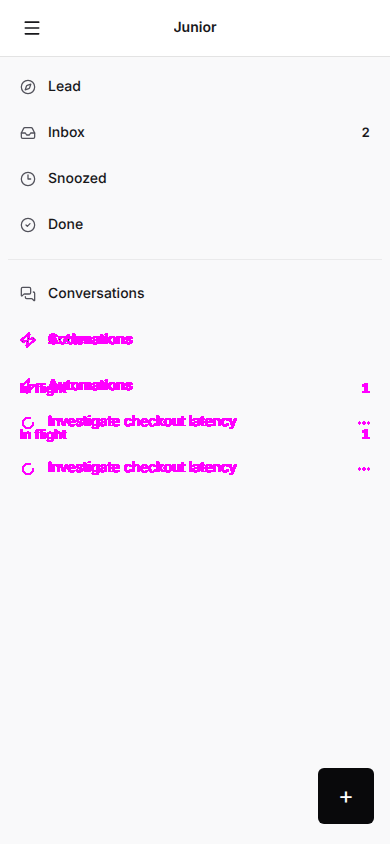 Junior
Lead
Inbox 2
Snoozed
Done
Conversations
Automations
In flight 1
Investigate checkout latency
In flight 1
Investigate checkout latency